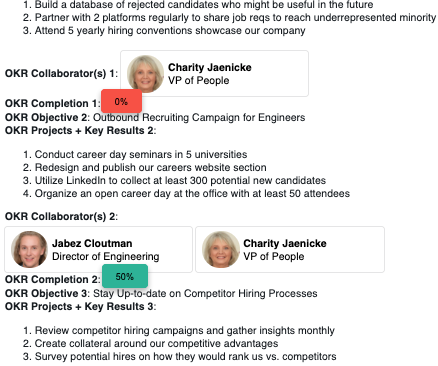 1. Build a database of rejected candidates who might be useful in the future
2. Partner with 2 platforms regularly to share job reqs to reach underrepresented minority
3. Attend 5 yearly hiring conventions showcase our company
OKR Collaborator(s) 1:
Charity Jaenicke
VP of People
OKR Completion 1: 0%
OKR Objective 2: Outbound Recruiting Campaign for Engineers
OKR Projects + Key Results 2:
1. Conduct career day seminars in 5 universities
2. Redesign and publish our careers website section
3. Utilize LinkedIn to collect at least 300 potential new candidates
4. Organize an open career day at the office with at least 50 attendees
OKR Collaborator(s) 2:
Jabez Cloutman
Director of Engineering
Charity Jaenicke
VP of People
OKR Completion 2: 50%
OKR Objective 3: Stay Up-to-date on Competitor Hiring Processes
OKR Projects + Key Results 3:
1. Review competitor hiring campaigns and gather insights monthly
2. Create collateral around our competitive advantages
3. Survey potential hires on how they would rank us vs. competitors